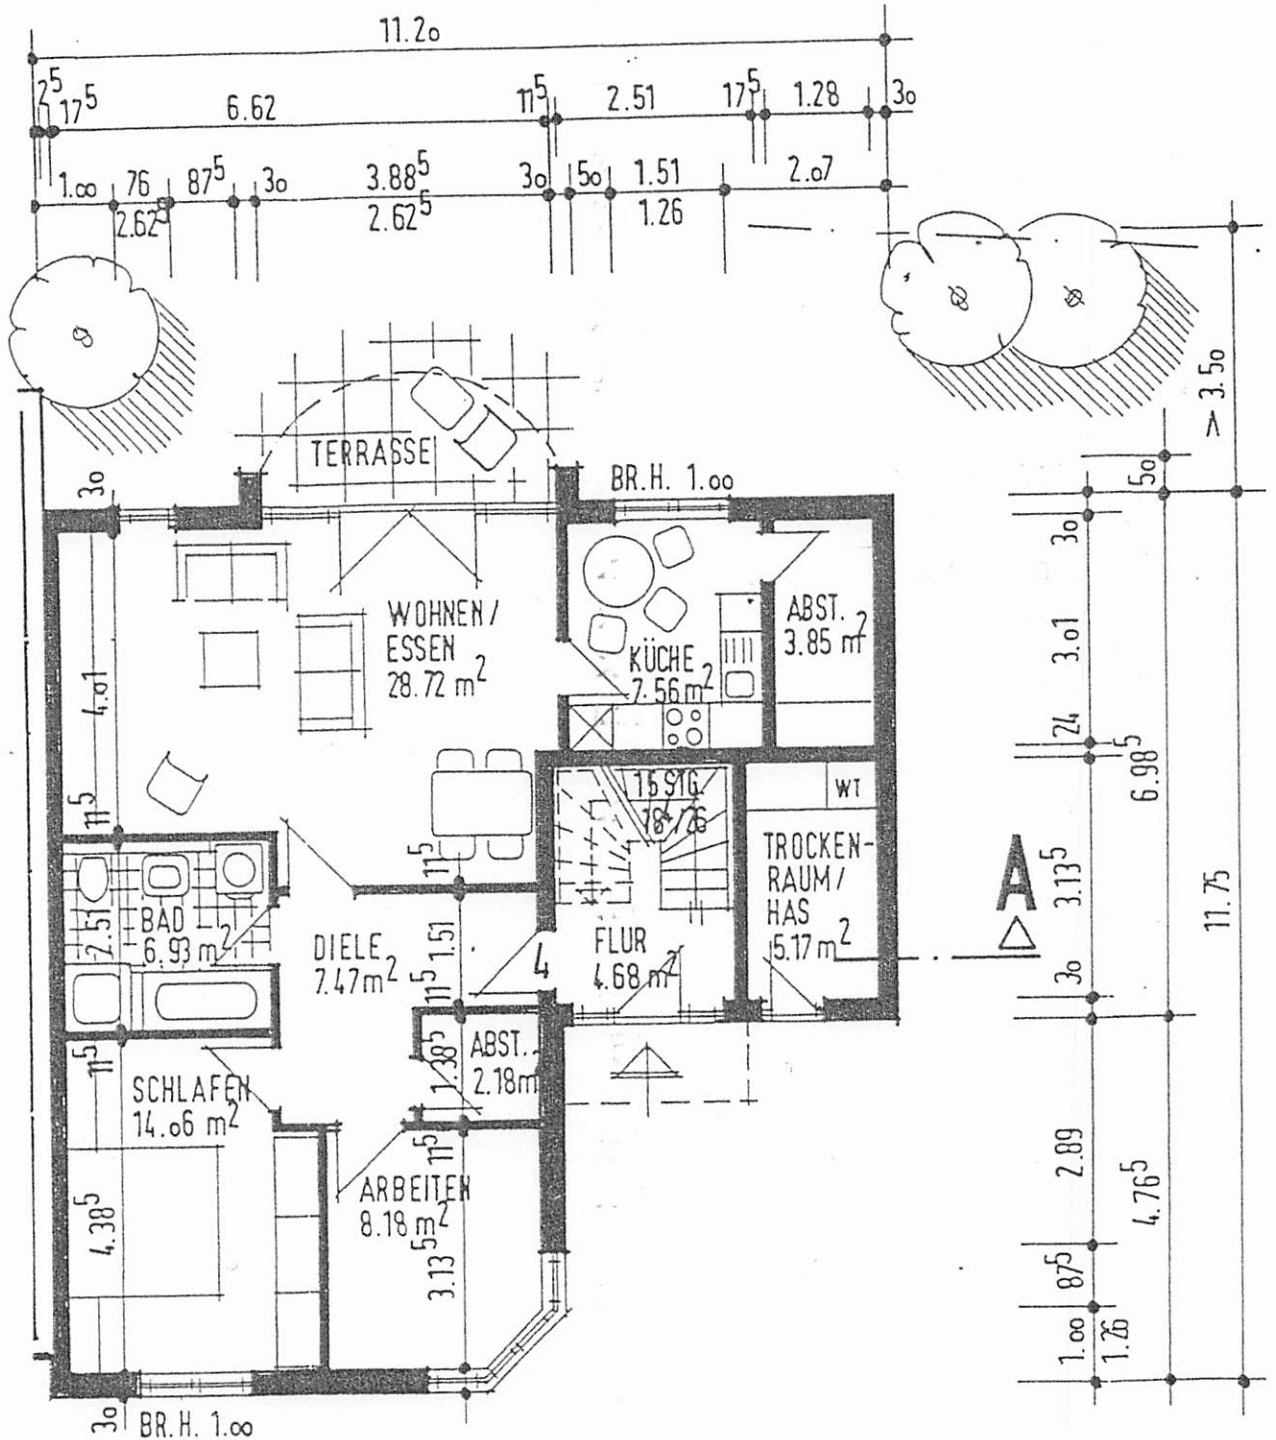 11.20
2⁵ 17⁵ 6.62 11⁵ 2.51 17⁵ 1.28 30
1.00 76 87⁵ 30 3.88⁵ 30 50 1.51 2.07
2.62⁵ 2.62⁵ 1.26
> 3.50
TERRASSE
BR.H. 1.00
30
50
30
WOHNEN/
ESSEN
28.72 m²
KÜCHE
7.56 m²
ABST.
3.85 m²
4.01
3.01
24
6.98⁵
11⁵
11⁵
15 STG.
18/26
WT
TROCKEN-
RAUM/
HAS
5.17 m²
A
3.13⁵
11.75
BAD
6.93 m²
2.51
DIELE
7.47 m²
1.51
4
FLUR
4.68 m²
30
11⁵
11⁵
ABST.
2.18 m
1.38⁵
SCHLAFEN
14.06 m²
11⁵
ARBEITEN
8.18 m²
4.38⁵
3.13⁵
2.89
4.76⁵
87⁵
1.00
1.26
30
BR.H. 1.00